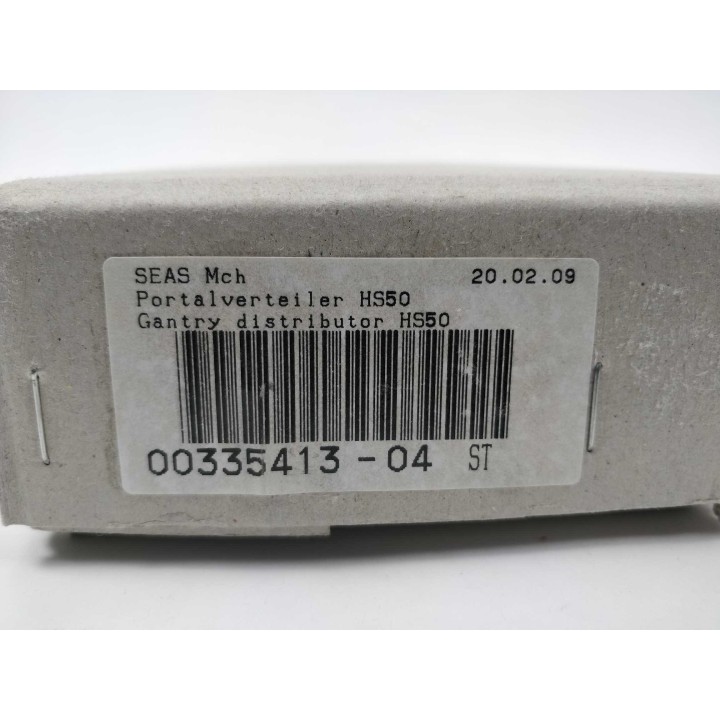 SEAS Mch 20.02.09
Portalverteiler HS50
Gantry distributor HS50
00335413-04 ST